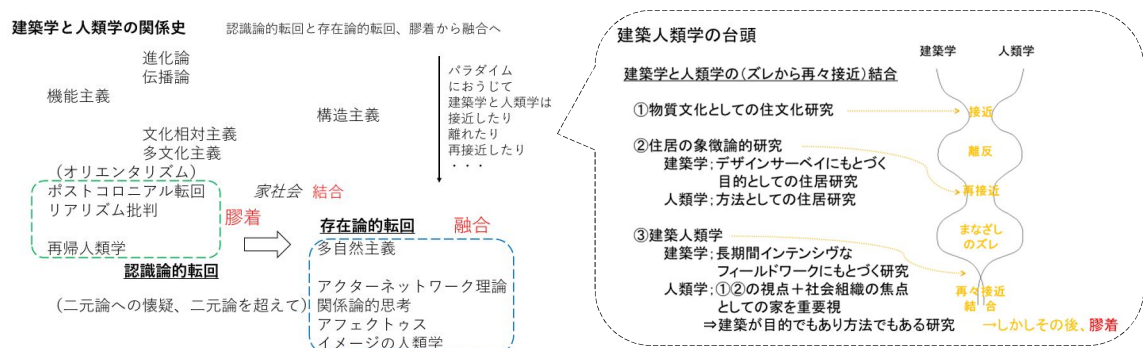 建築学と人類学の関係史
認識論的転回と存在論的転回、膠着から融合へ
進化論
伝播論
機能主義
構造主義
文化相対主義
多文化主義
（オリエンタリズム）
ポストコロニアル転回
リアリズム批判
再帰人類学
認識論的転回
（二元論への懐疑、二元論を超えて）
家社会
結合
膠着
融合
存在論的転回
多自然主義
アクターネットワーク理論
関係論的思考
アフェクトゥス
イメージの人類学
パラダイム
におうじて
建築学と人類学は
接近したり
離れたり
再接近したり
・・・
建築人類学の台頭
建築学と人類学の(ズレから再々接近)結合
①物質文化としての住文化研究
②住居の象徴論的研究
建築学；デザインサーベイにもとづく
目的としての住居研究
人類学；方法としての住居研究
③建築人類学
建築学；長期間インテンシヴな
フィールドワークにもとづく研究
人類学；①②の視点＋社会組織の焦点
としての家を重要視
⇒建築が目的でもあり方法でもある研究
→しかしその後、膠着
建築学
人類学
接近
離反
再接近
まなざし
のズレ
再々接近
結 合